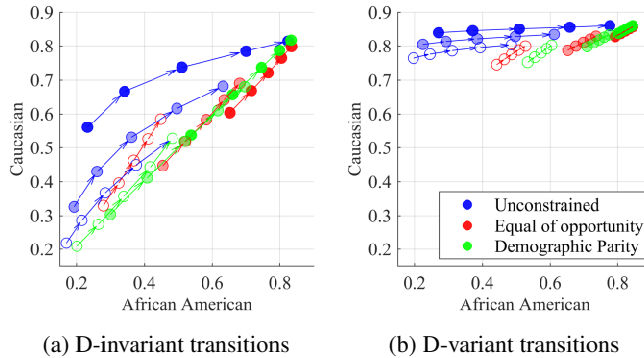 0.9
0.8
0.7
0.6
0.5
0.4
0.3
0.2
Caucasian
0.2 0.4 0.6 0.8
African American
(a) D-invariant transitions
0.9
0.8
0.7
0.6
0.5
0.4
0.3
0.2
Caucasian
Unconstrained
Equal of opportunity
Demographic Parity
0.2 0.4 0.6 0.8
African American
(b) D-variant transitions